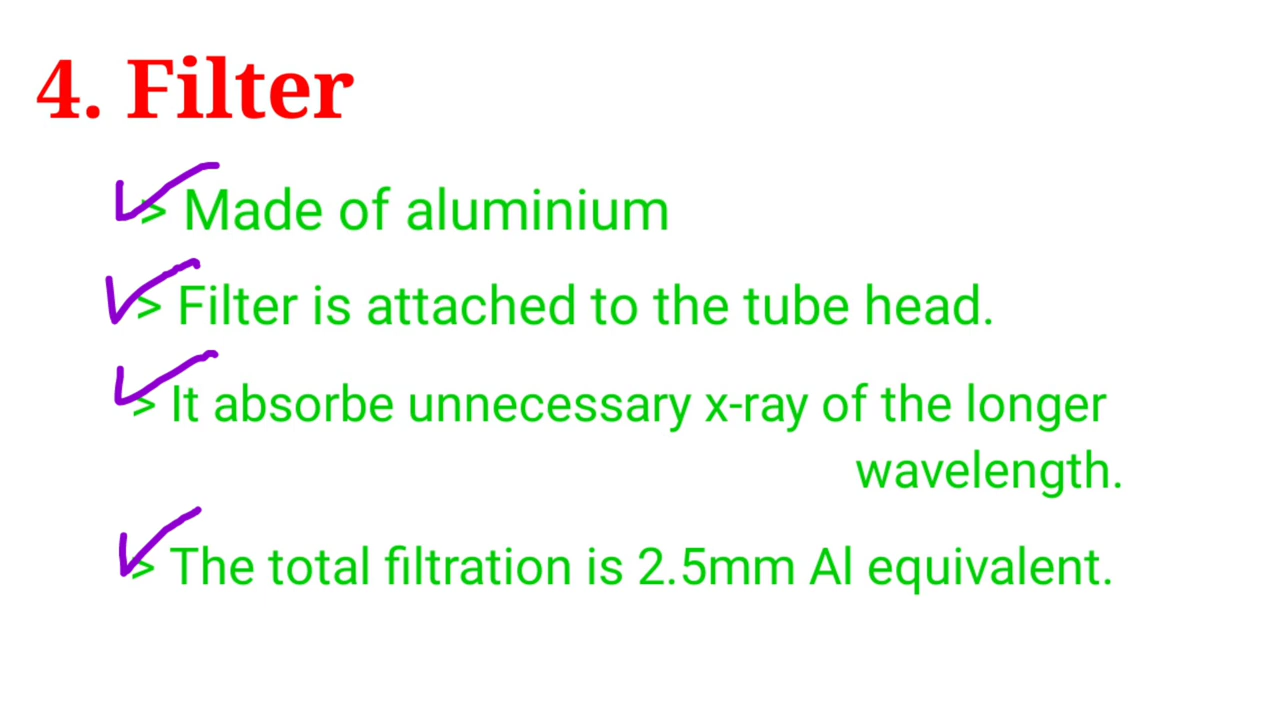 4. Filter
> Made of aluminium
> Filter is attached to the tube head.
> It absorbe unnecessary x-ray of the longer
wavelength.
> The total filtration is 2.5mm Al equivalent.